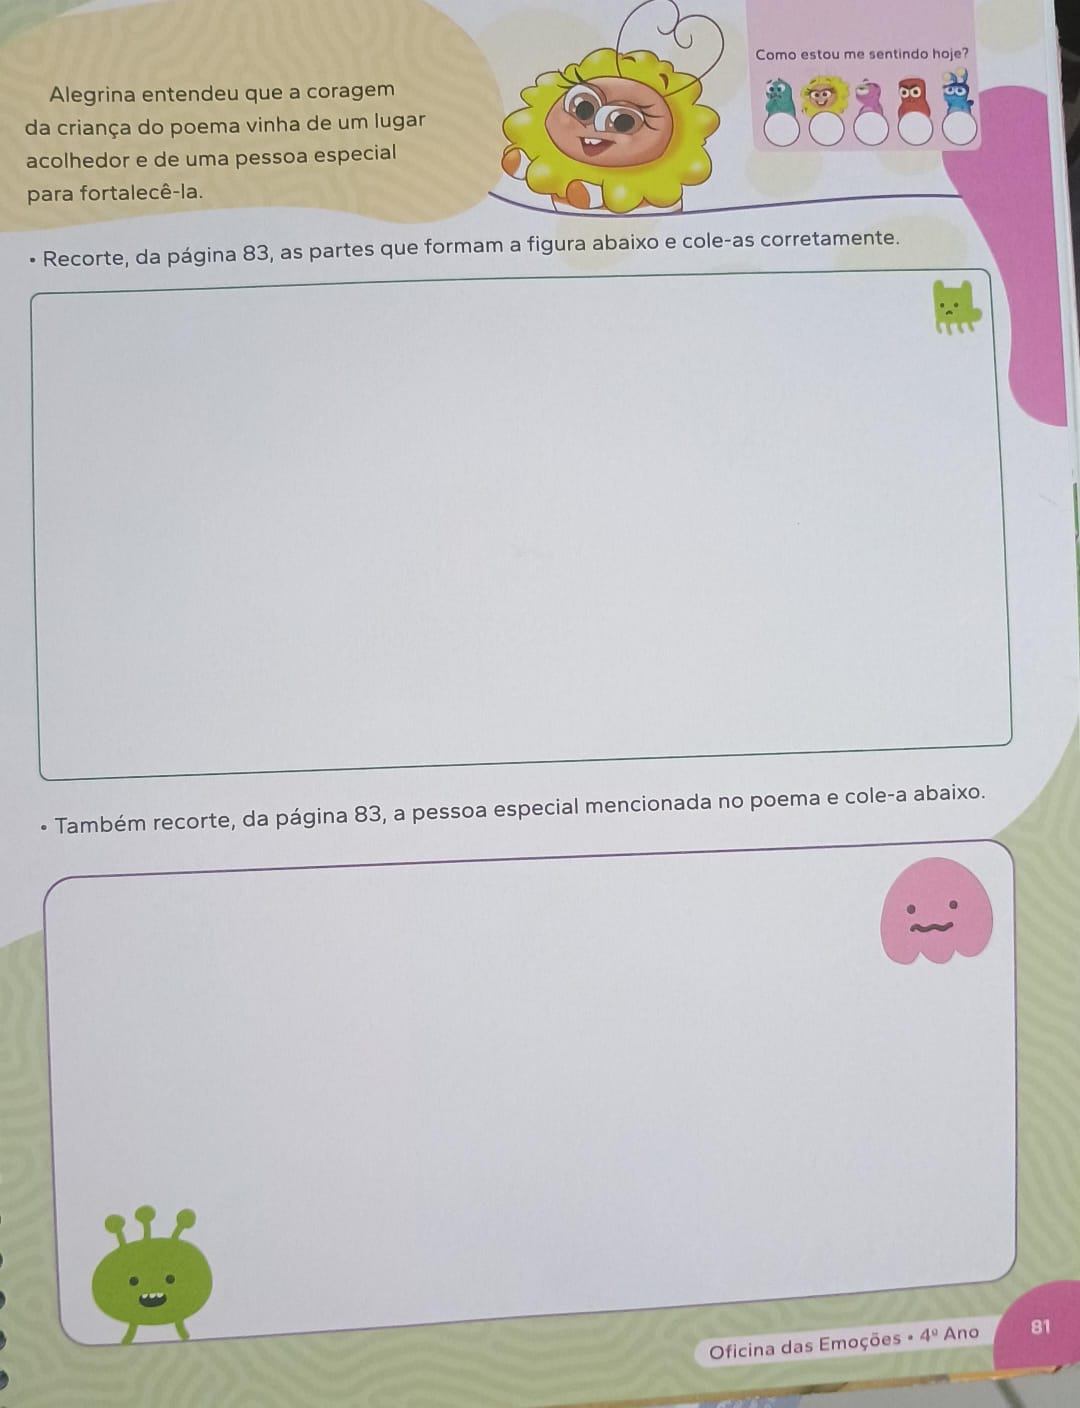 Como estou me sentindo hoje?
Alegrina entendeu que a coragem
da criança do poema vinha de um lugar
acolhedor e de uma pessoa especial
para fortalecê-la.
• Recorte, da página 83, as partes que formam a figura abaixo e cole-as corretamente.
• Também recorte, da página 83, a pessoa especial mencionada no poema e cole-a abaixo.
Oficina das Emoções • 4º Ano
81